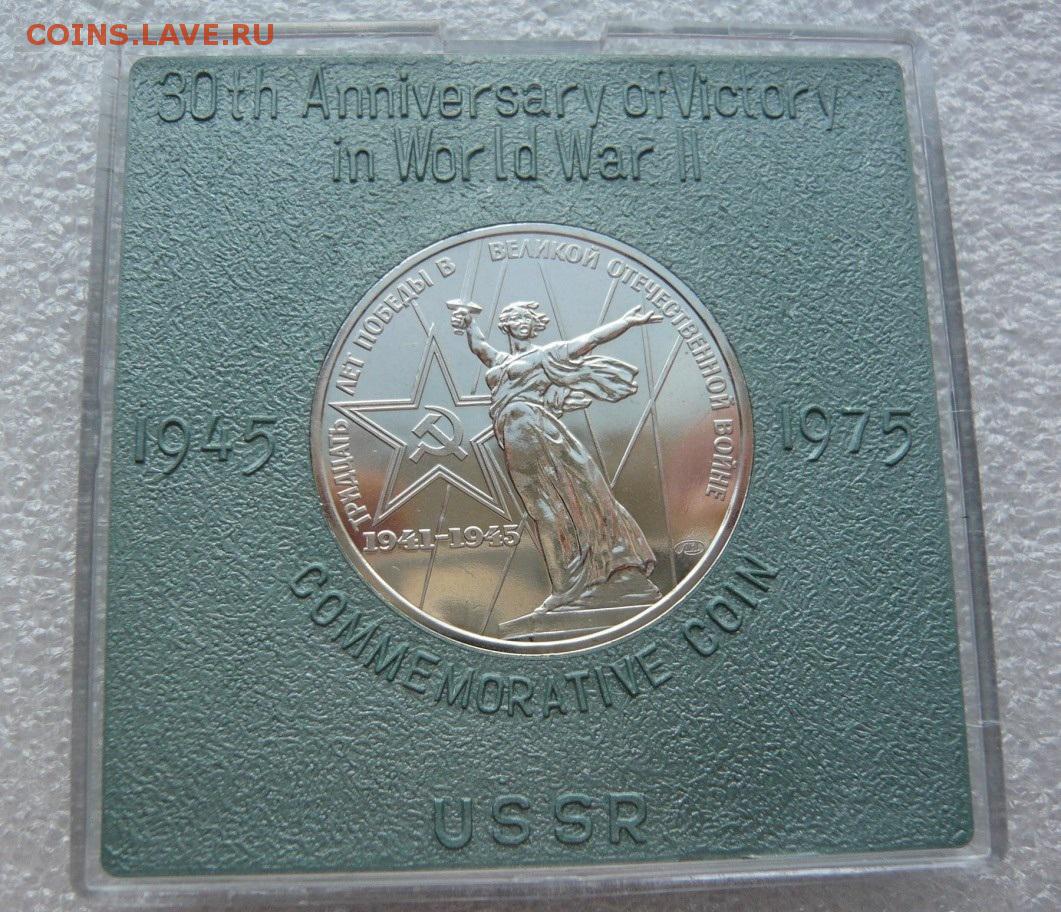 COINS.LAVE.RU
30th Anniversary of Victory
in World War II
ТРИДЦАТЬ ЛЕТ ПОБЕДЫ В ВЕЛИКОЙ ОТЕЧЕСТВЕННОЙ ВОЙНЕ
1945
1975
1941-1945
COMMEMORATIVE COIN
USSR